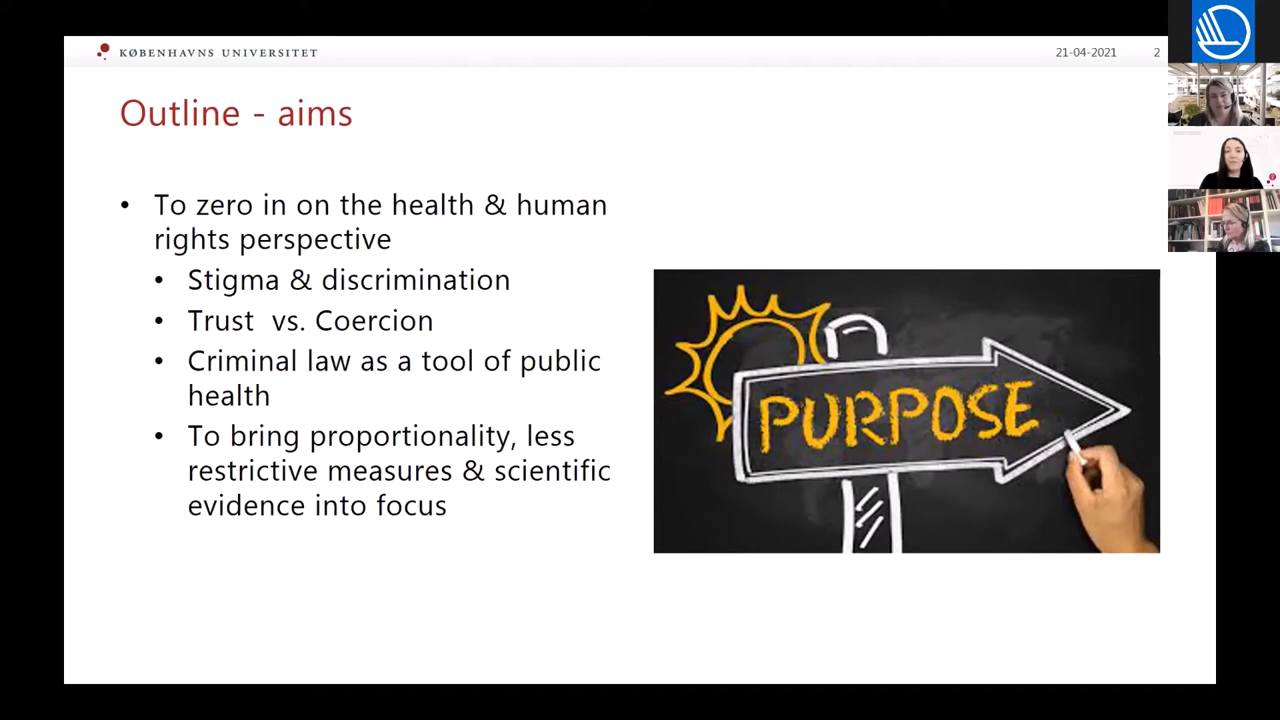 KØBENHAVNS UNIVERSITET
21-04-2021 2
Outline - aims
• To zero in on the health & human
rights perspective
• Stigma & discrimination
• Trust vs. Coercion
• Criminal law as a tool of public
health
• To bring proportionality, less
restrictive measures & scientific
evidence into focus
PURPOSE